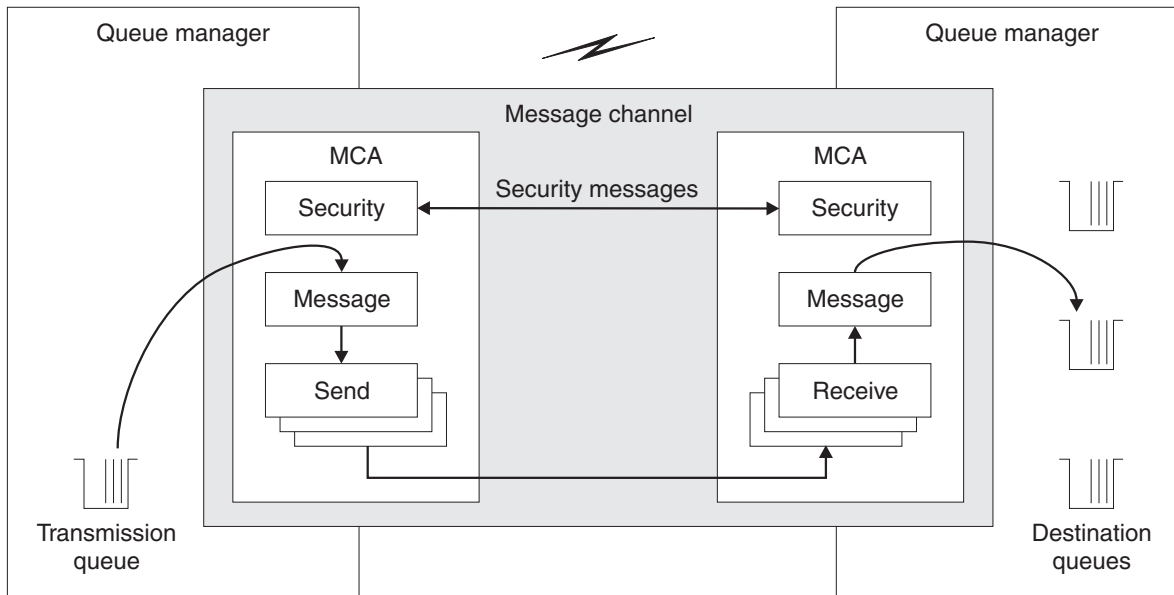 Queue manager
Queue manager
Message channel
MCA
MCA
Security
Security messages
Security
Message
Message
Send
Receive
Transmission
queue
Destination
queues